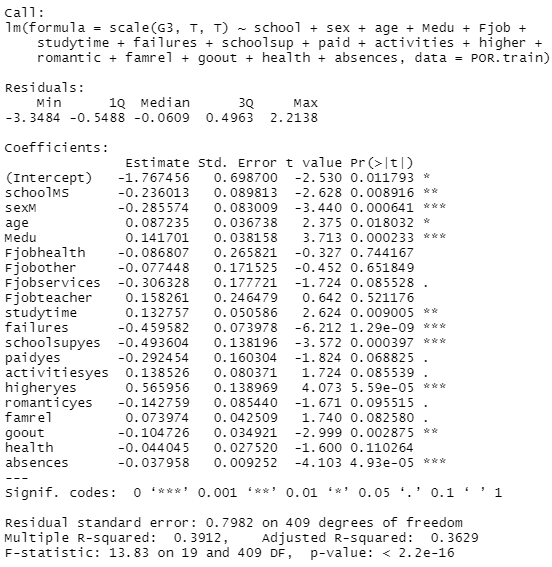 Call:
lm(formula = scale(G3, T, T) ~ school + sex + age + Medu + Fjob +
    studytime + failures + schoolsup + paid + activities + higher +
    romantic + famrel + goout + health + absences, data = POR.train)

Residuals:
    Min      1Q  Median      3Q     Max
-3.3484 -0.5488 -0.0609  0.4963  2.2138

Coefficients:
               Estimate Std. Error t value Pr(>|t|)
(Intercept)   -1.767456   0.698700  -2.530 0.011793 *
schoolMS      -0.236013   0.089813  -2.628 0.008916 **
sexM          -0.285574   0.083009  -3.440 0.000641 ***
age            0.087235   0.036738   2.375 0.018032 *
Medu           0.141701   0.038158   3.713 0.000233 ***
Fjobhealth    -0.086807   0.265821  -0.327 0.744167
Fjobother     -0.077448   0.171525  -0.452 0.651849
Fjobservices  -0.306328   0.177721  -1.724 0.085528 .
Fjobteacher    0.158261   0.246479   0.642 0.521176
studytime      0.132757   0.050586   2.624 0.009005 **
failures      -0.459582   0.073978  -6.212 1.29e-09 ***
schoolsupyes  -0.493604   0.138196  -3.572 0.000397 ***
paidyes       -0.292454   0.160304  -1.824 0.068825 .
activitiesyes  0.138526   0.080371   1.724 0.085539 .
higheryes      0.565956   0.138969   4.073 5.59e-05 ***
romanticyes   -0.142759   0.085440  -1.671 0.095515 .
famrel         0.073974   0.042509   1.740 0.082580 .
goout         -0.104726   0.034921  -2.999 0.002875 **
health        -0.044045   0.027520  -1.600 0.110264
absences      -0.037958   0.009252  -4.103 4.93e-05 ***
---
Signif. codes:  0 ‘***’ 0.001 ‘**’ 0.01 ‘*’ 0.05 ‘.’ 0.1 ‘ ’ 1

Residual standard error: 0.7982 on 409 degrees of freedom
Multiple R-squared:  0.3912,    Adjusted R-squared:  0.3629
F-statistic: 13.83 on 19 and 409 DF,  p-value: < 2.2e-16